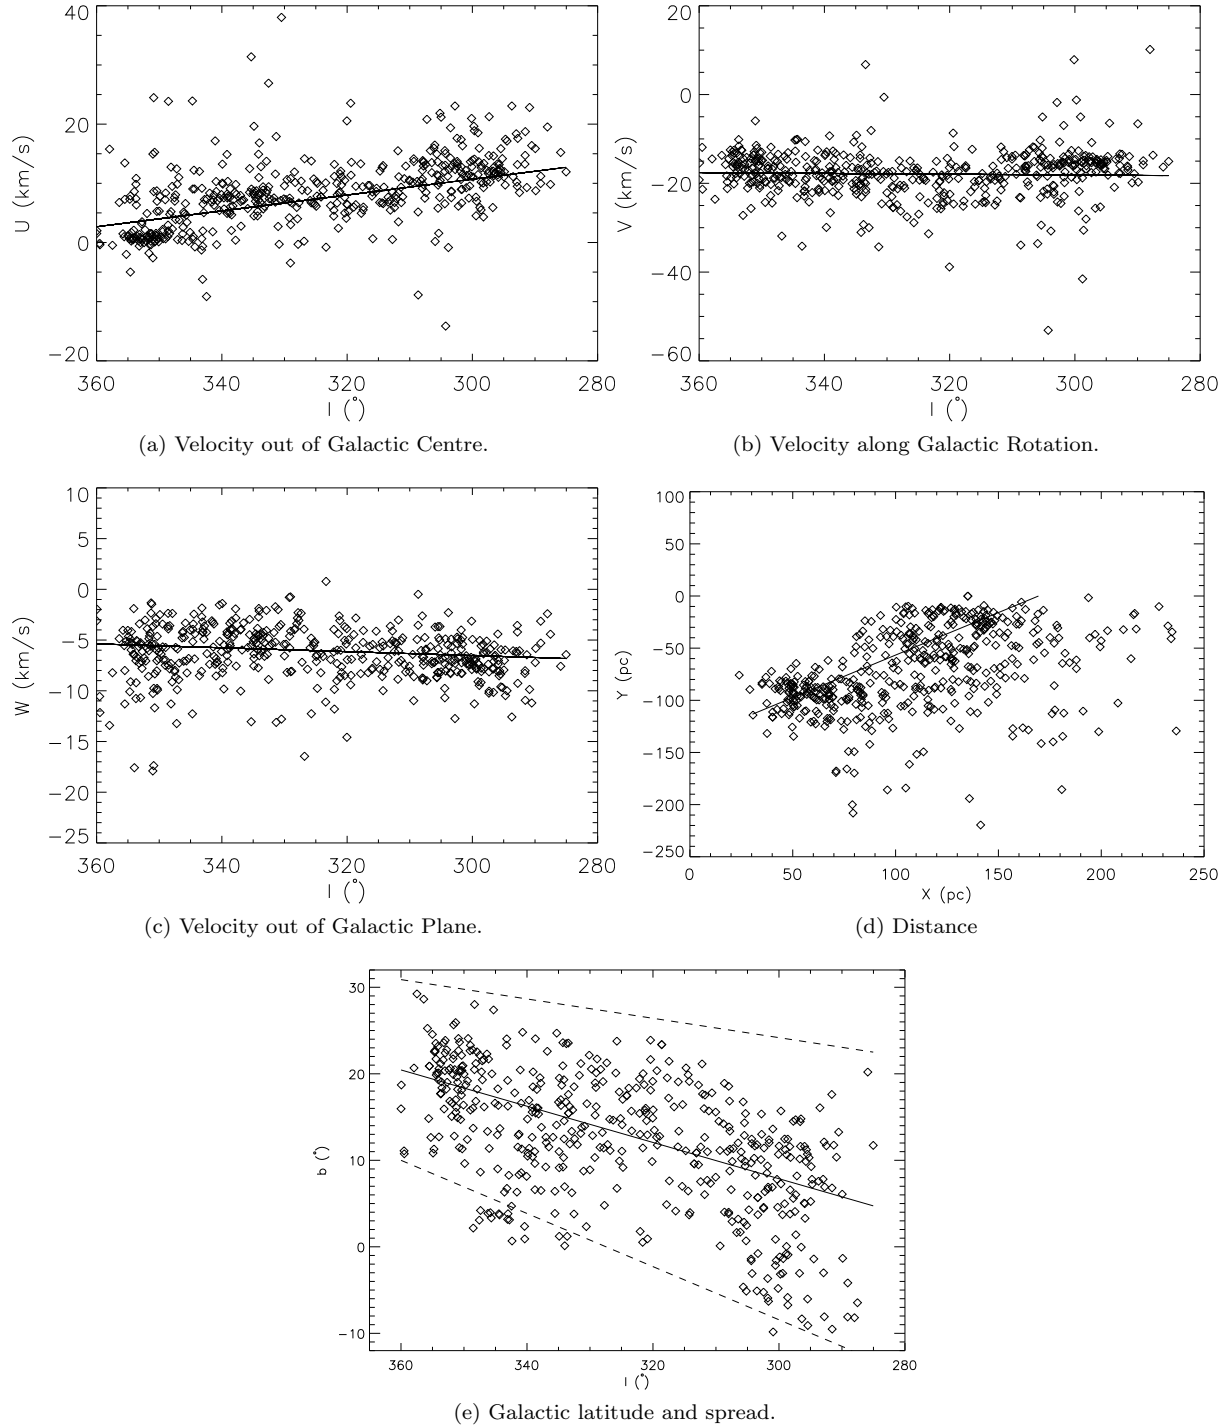 40
20
0
−20
U (km/s)
360 340 320 300 280
l (°)
(a) Velocity out of Galactic Centre.
20
0
−20
−40
−60
V (km/s)
360 340 320 300 280
l (°)
(b) Velocity along Galactic Rotation.
10
5
0
−5
−10
−15
−20
−25
W (km/s)
360 340 320 300 280
l (°)
(c) Velocity out of Galactic Plane.
100
50
0
−50
−100
−150
−200
−250
Y (pc)
0 50 100 150 200 250
X (pc)
(d) Distance
30
20
10
0
−10
b (°)
360 340 320 300 280
l (°)
(e) Galactic latitude and spread.